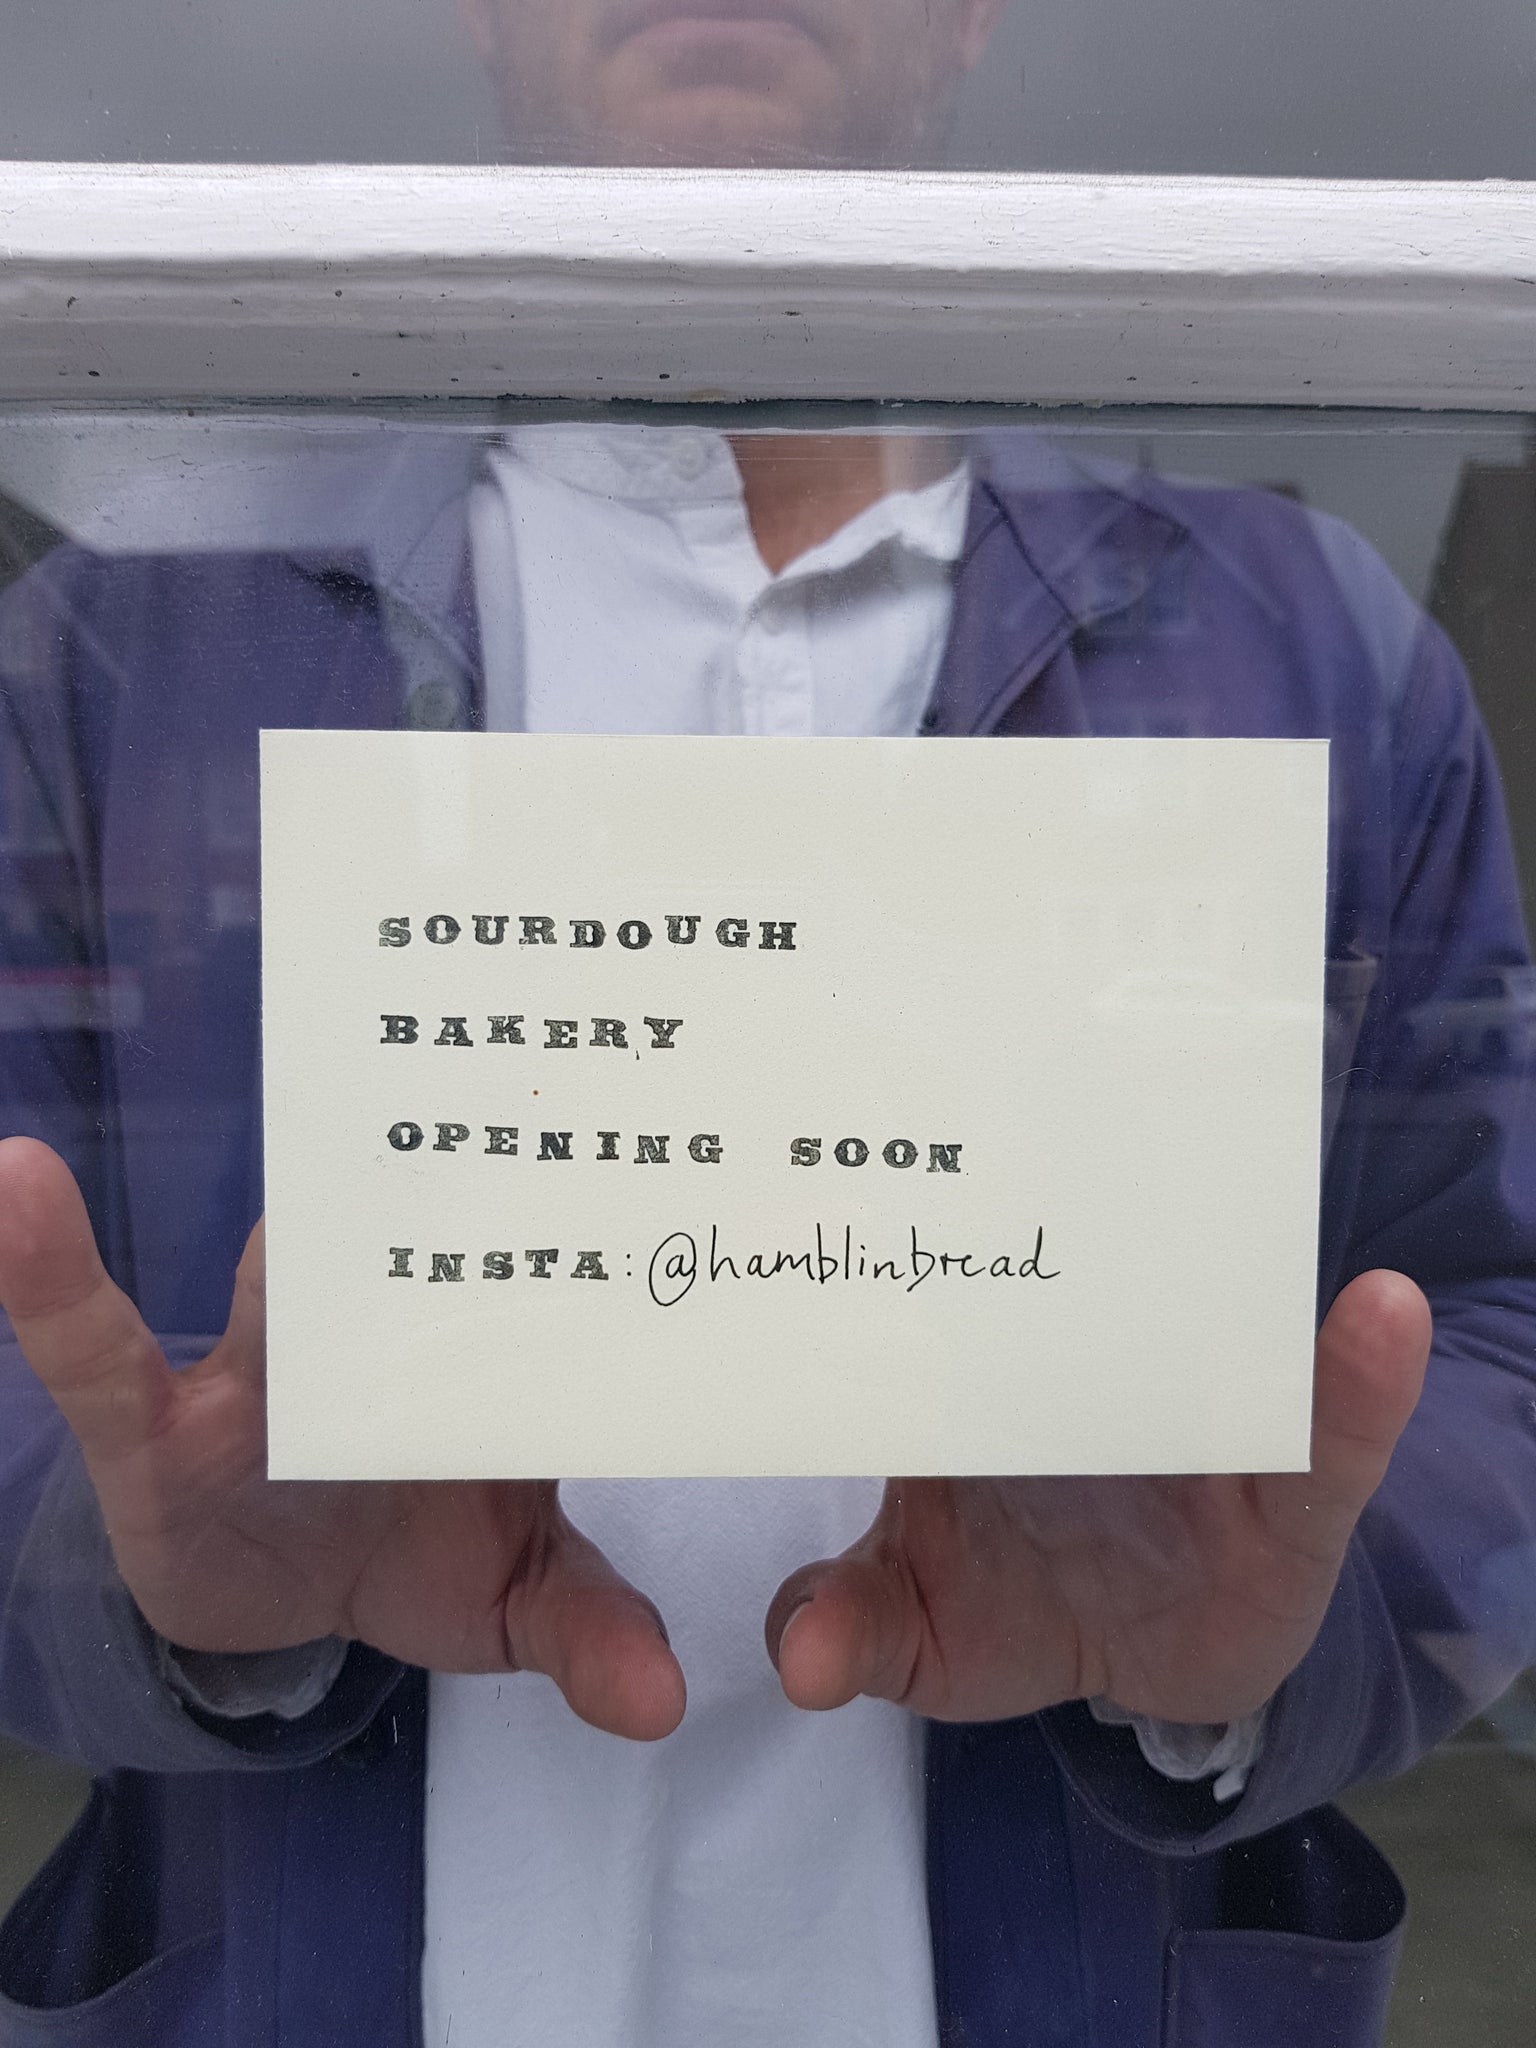 SOURDOUGH
BAKERY
OPENING SOON
INSTA: @hamblinbread